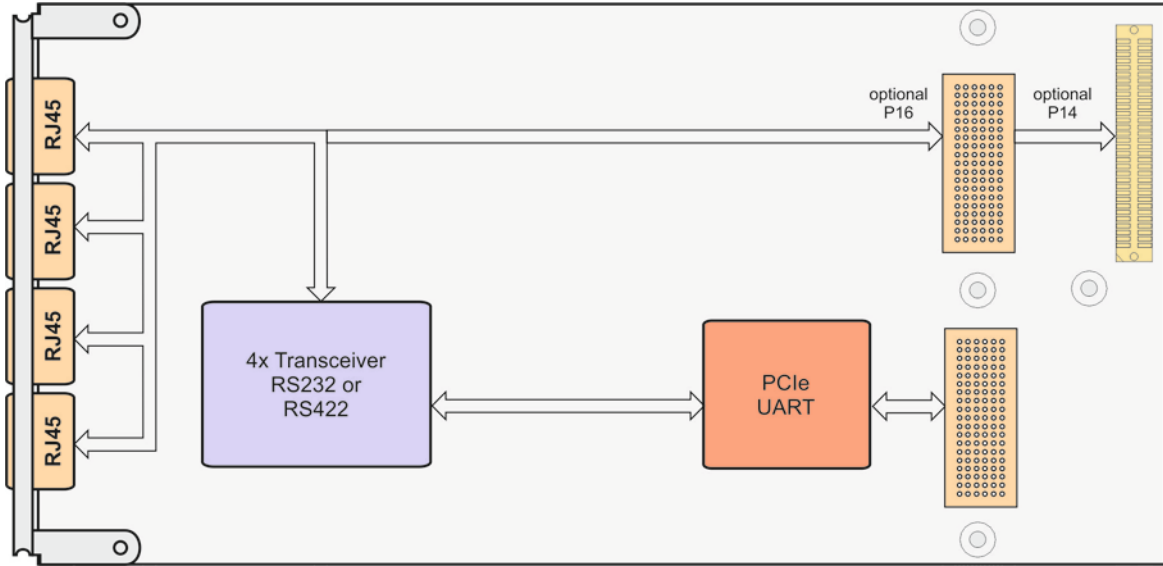 RJ45
RJ45
RJ45
RJ45
optional
P16
optional
P14
4x Transceiver
RS232 or
RS422
PCIe
UART